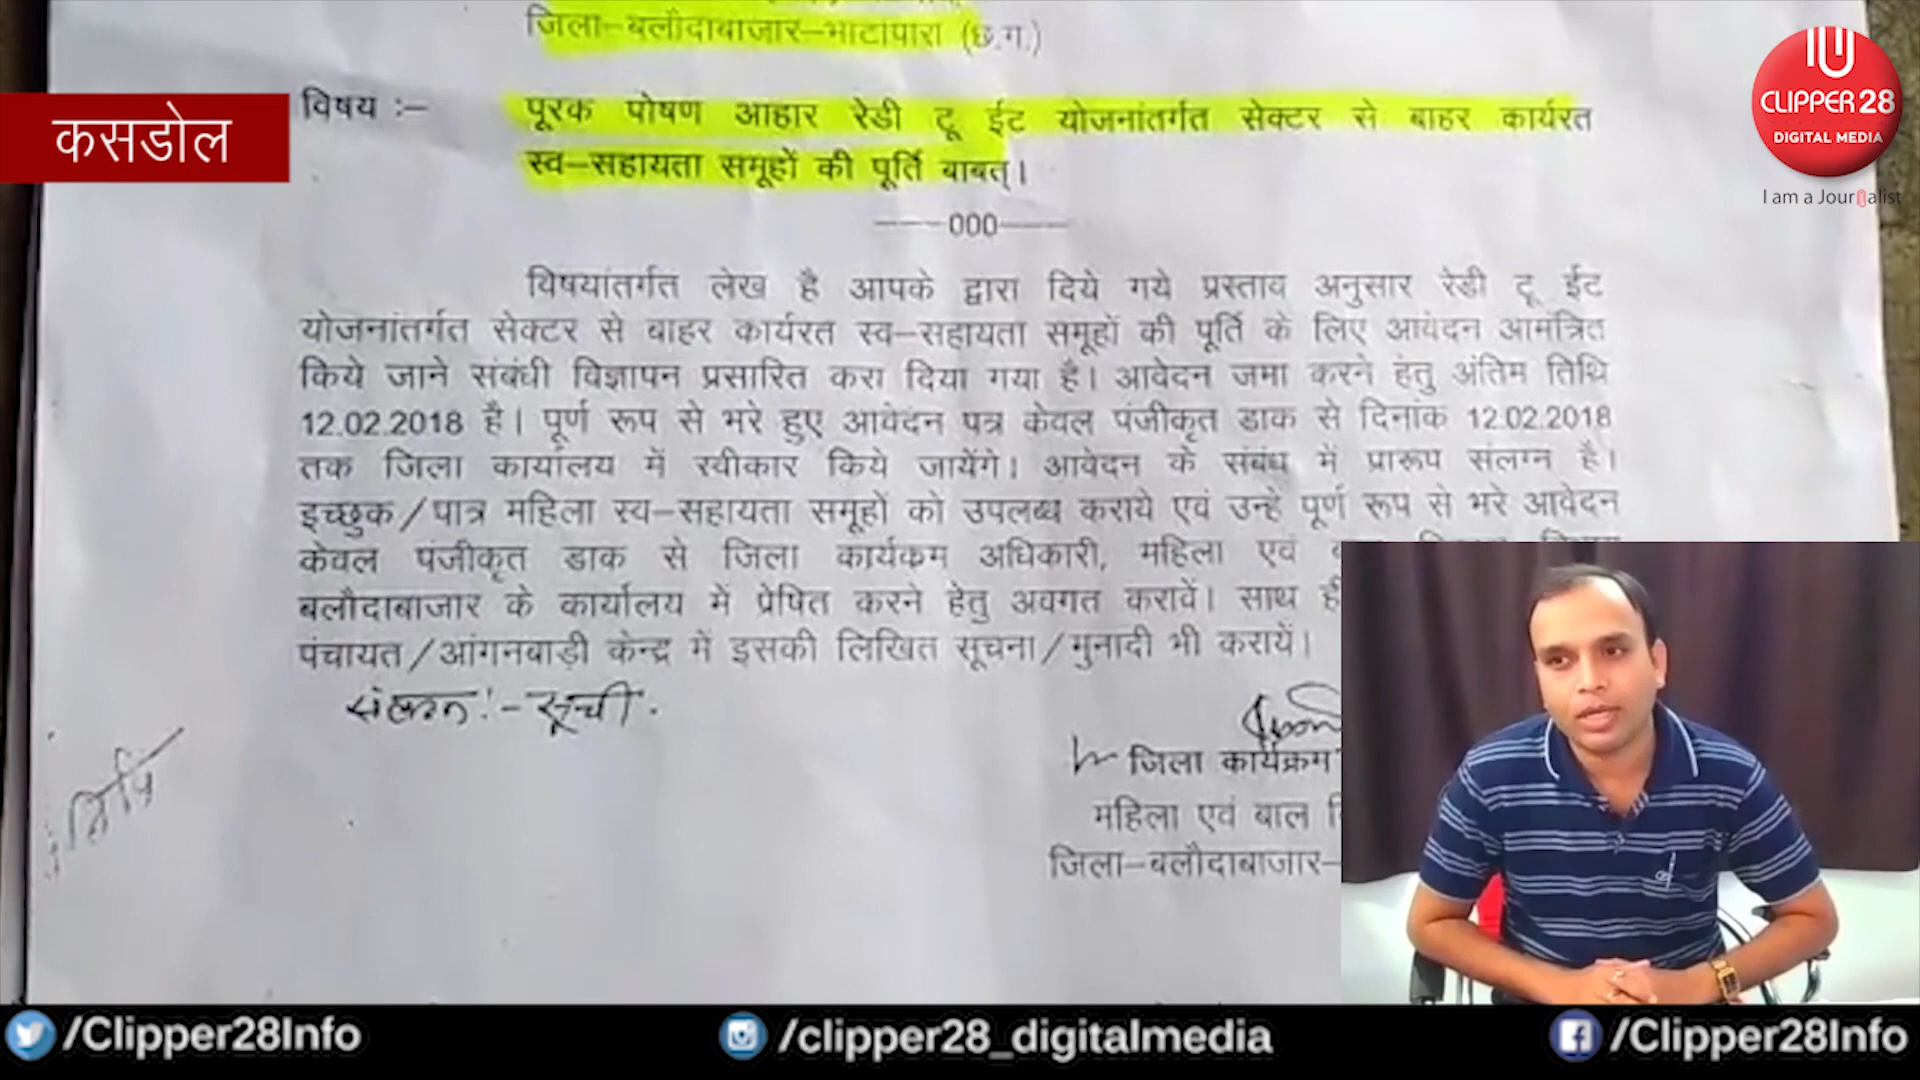 जिला–बलौदाबाजार–भाटापारा (छ.ग.)
विषय :– पूरक पोषण आहार रेडी टू ईट योजनांतर्गत सेक्टर से बाहर कार्यरत
स्व–सहायता समूहों की पूर्ति बाबत्।
कसडोल
CLIPPER 28
DIGITAL MEDIA
I am a Journalist
——000——
विषयांतर्गत लेख है आपके द्वारा दिये गये प्रस्ताव अनुसार रेडी टू ईट
योजनांतर्गत सेक्टर से बाहर कार्यरत स्व–सहायता समूहों की पूर्ति के लिए आवेदन आमंत्रित
किये जाने संबंधी विज्ञापन प्रसारित करा दिया गया है। आवेदन जमा करने हेतु अंतिम तिथि
12.02.2018 है। पूर्ण रूप से भरे हुए आवेदन पत्र केवल पंजीकृत डाक से दिनांक 12.02.2018
तक जिला कार्यालय में स्वीकार किये जायेंगे। आवेदन के संबंध में प्रारूप संलग्न है।
इच्छुक/पात्र महिला स्व–सहायता समूहों को उपलब्ध कराये एवं उन्हे पूर्ण रूप से भरे आवेदन
केवल पंजीकृत डाक से जिला कार्यकम अधिकारी, महिला एवं
बलौदाबाजार के कार्यालय में प्रेषित करने हेतु अवगत करावें। साथ
पंचायत/आंगनबाड़ी केन्द्र में इसकी लिखित सूचना/मुनादी भी करायें।
संलग्न:– सूची.
जिला कार्यक्रम
महिला एवं बाल
जिला–बलौदाबाजार–
/Clipper28Info
/clipper28_digitalmedia
/Clipper28Info